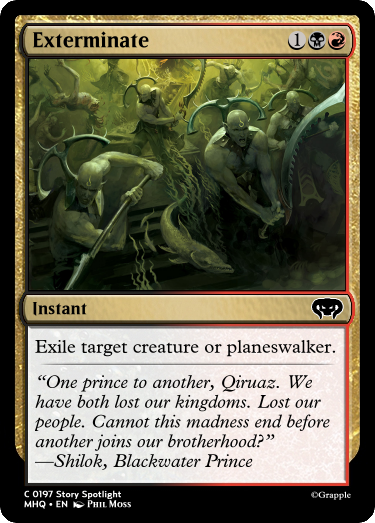 Exterminate 1
Instant
Exile target creature or planeswalker.
“One prince to another, Qiruaz. We
have both lost our kingdoms. Lost our
people. Cannot this madness end before
another joins our brotherhood?”
—Shilok, Blackwater Prince
C 0197 Story Spotlight
MHQ • EN Phil Moss
©Grapple